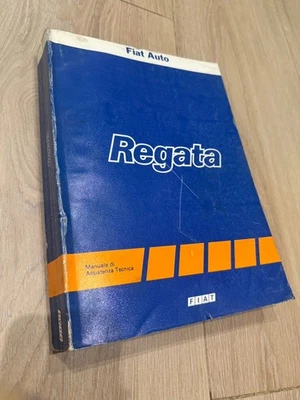 Fiat Auto
Regata
Manuale di
Assistenza Tecnica
FIAT